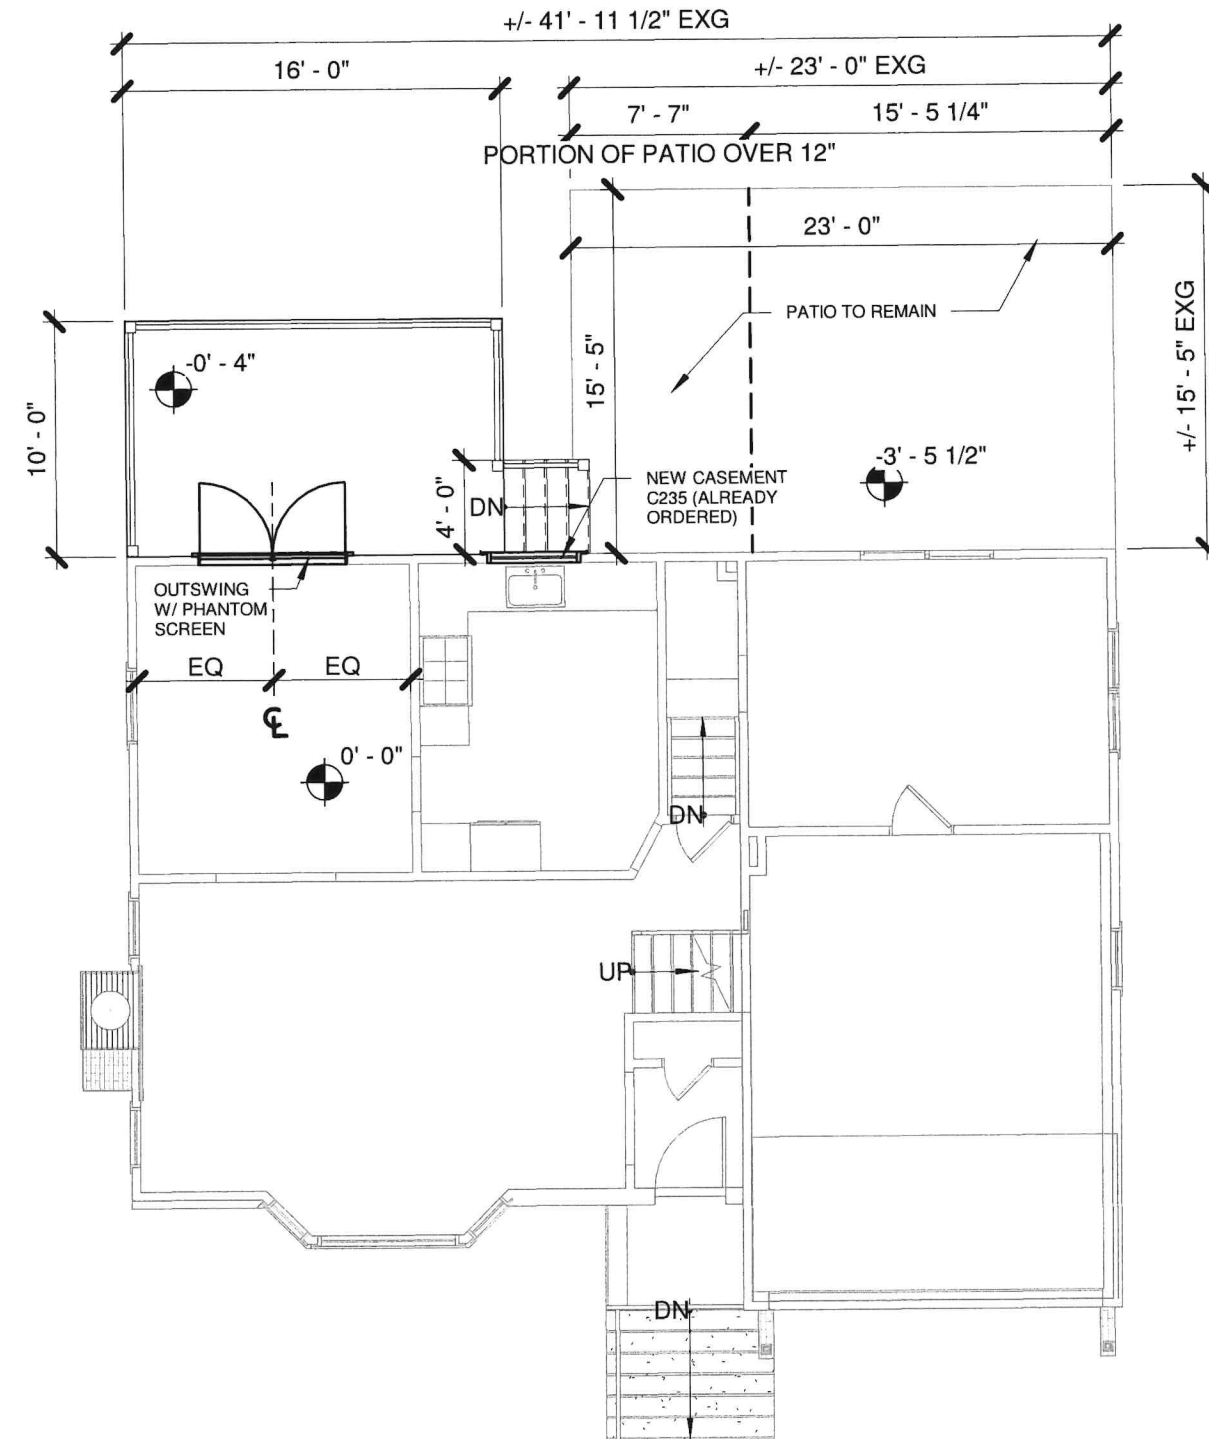 +/- 41' - 11 1/2" EXG
16' - 0"
+/- 23' - 0" EXG
7' - 7"
15' - 5 1/4"
PORTION OF PATIO OVER 12"
23' - 0"
PATIO TO REMAIN
15' - 5"
+/- 15' - 5" EXG
-0' - 4"
10' - 0"
-3' - 5 1/2"
4' - 0"
DN
NEW CASEMENT
C235 (ALREADY
ORDERED)
OUTSWING
W/ PHANTOM
SCREEN
EQ
EQ
℄
0' - 0"
DN
UP
DN